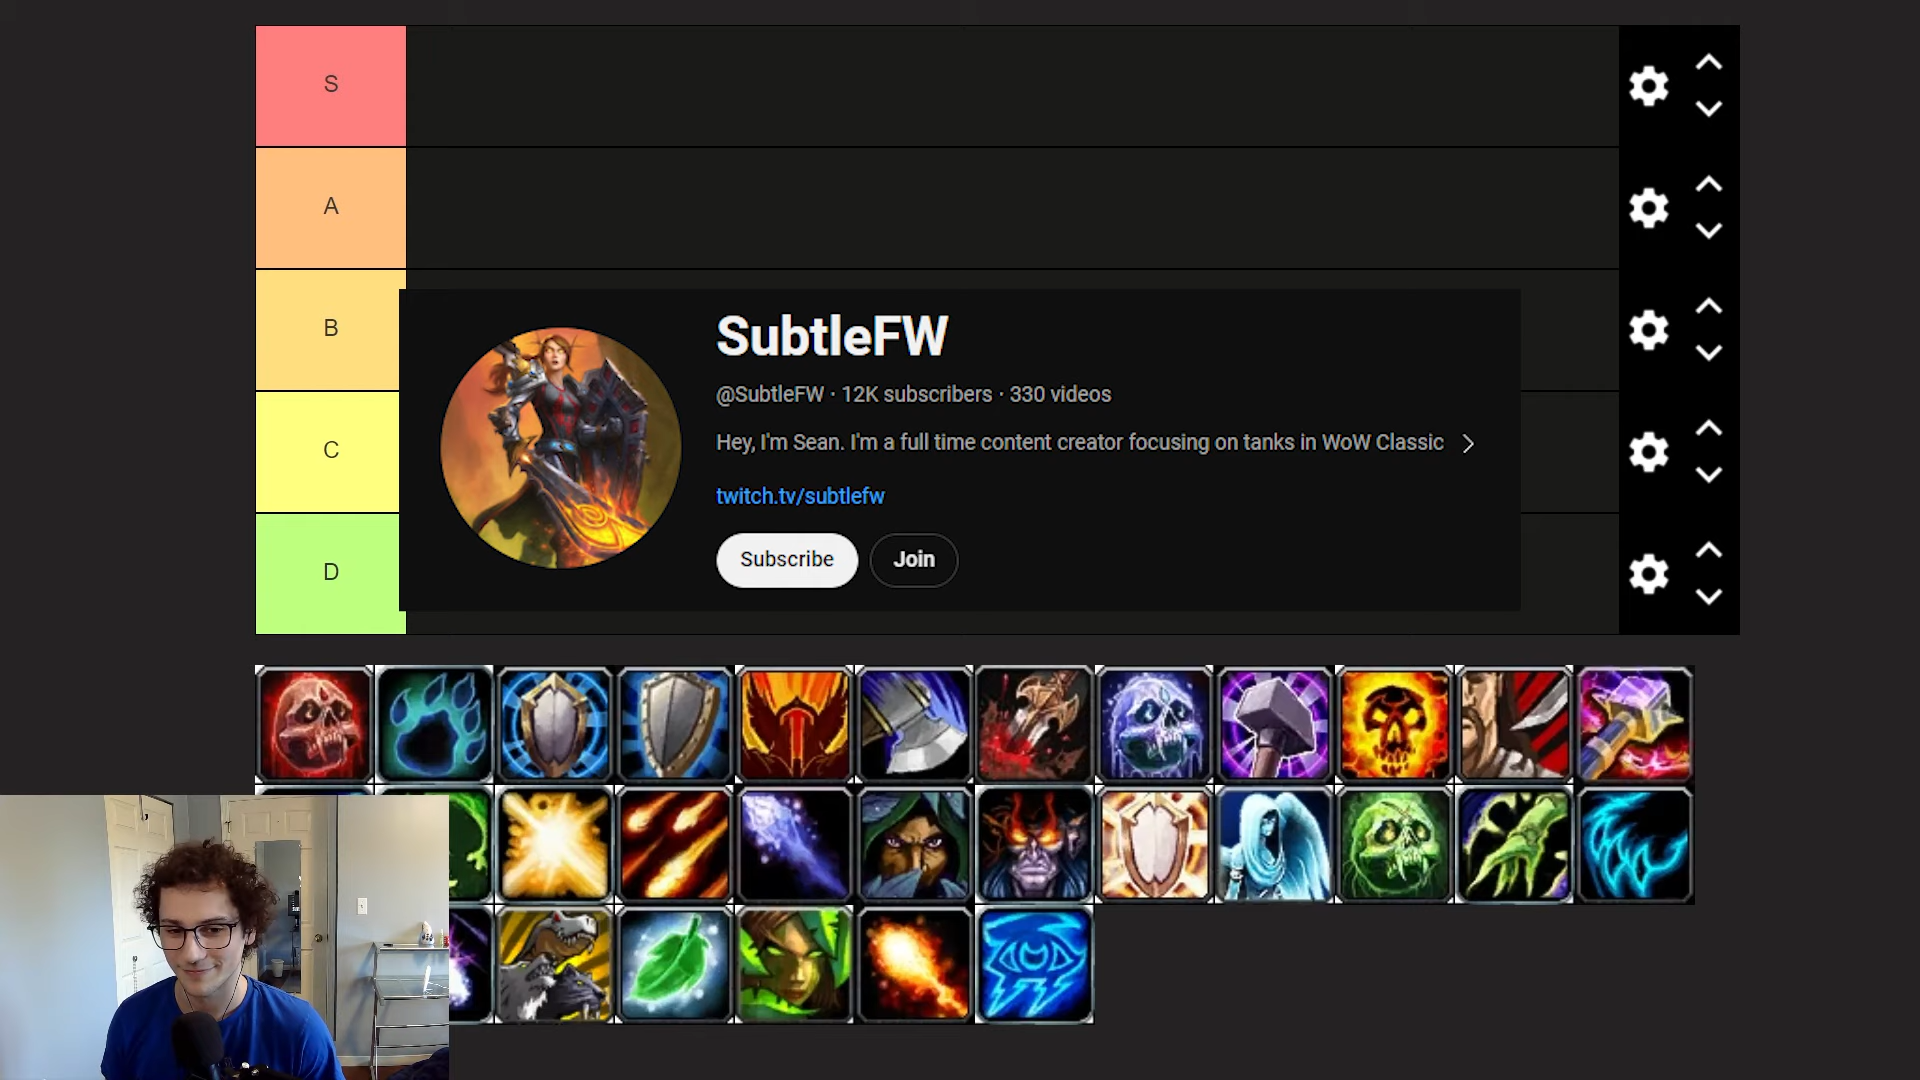 S
A
B
C
D
SubtleFW
@SubtleFW · 12K subscribers · 330 videos
Hey, I'm Sean. I'm a full time content creator focusing on tanks in WoW Classic
twitch.tv/subtlefw
Subscribe
Join